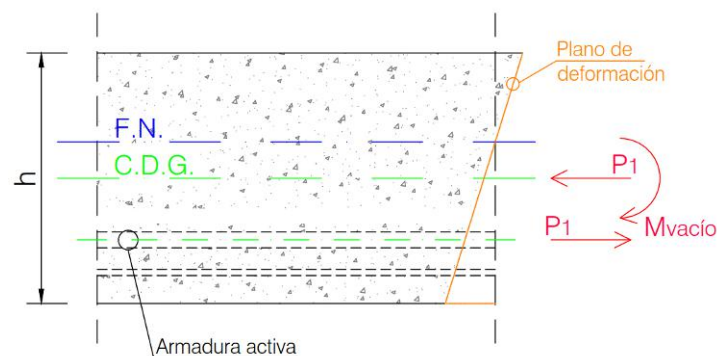 Plano de
deformación
F.N.
C.D.G.
h
P1
P1
Mvacío
Armadura activa